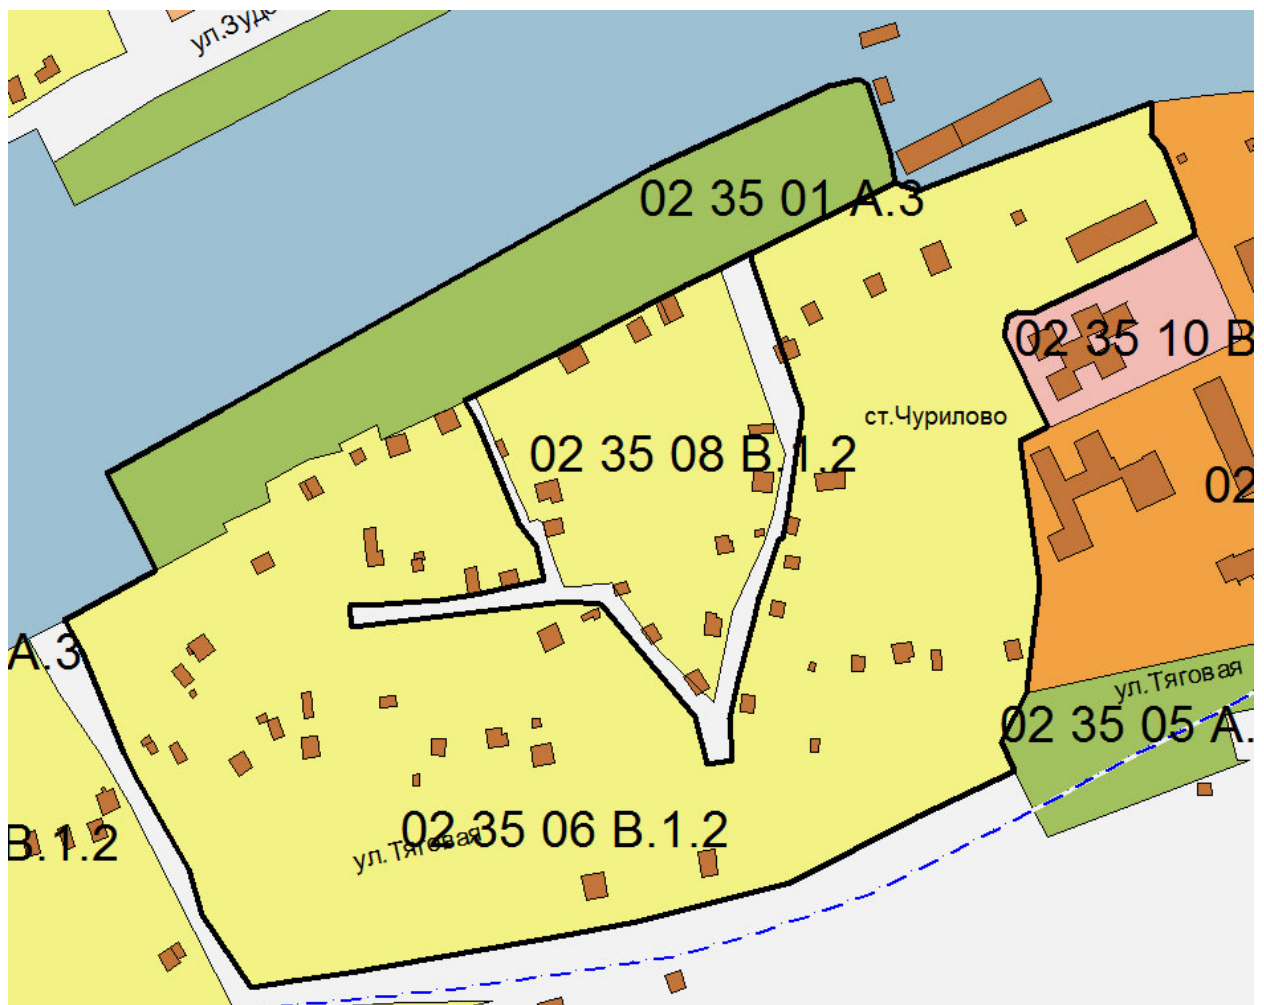 ул.Зуд
02 35 01 А.3
02 35 10 В
ст.Чурилово
02 35 08 В.1.2
02
А.3
ул.Тяговая
02 35 05 А.
02 35 06 В.1.2
В.1.2
ул.Тяговая